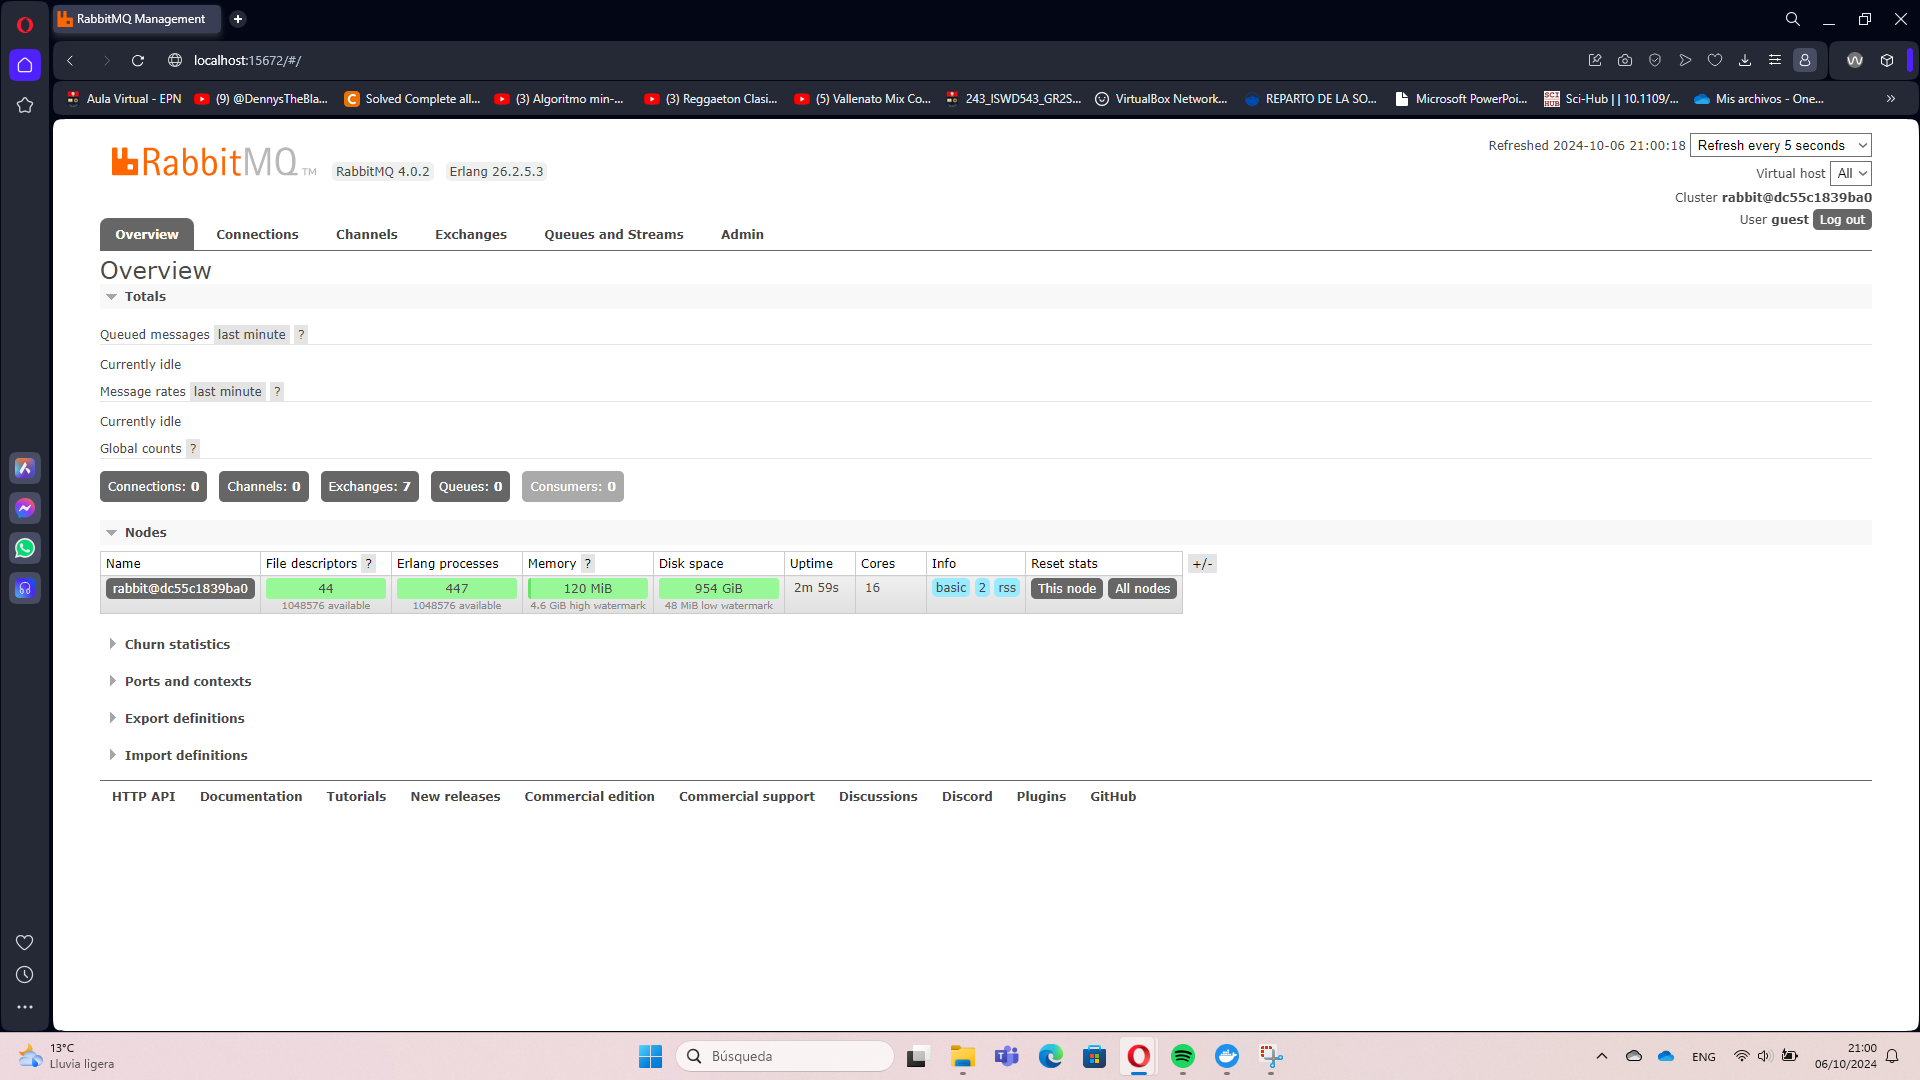 RabbitMQ Management
localhost:15672/#/
Aula Virtual - EPN
(9) @DennysTheBla...
Solved Complete all...
(3) Algoritmo min-...
(3) Reggaeton Clasi...
(5) Vallenato Mix Co...
243_ISWD543_GR2S...
VirtualBox Network...
REPARTO DE LA SO...
Microsoft PowerPoi...
Sci-Hub | | 10.1109/...
Mis archivos - One...
RabbitMQ TM
RabbitMQ 4.0.2
Erlang 26.2.5.3
Refreshed 2024-10-06 21:00:18
Refresh every 5 seconds
Virtual host All
Cluster rabbit@dc55c1839ba0
User guest Log out
Overview
Connections
Channels
Exchanges
Queues and Streams
Admin
Overview
Totals
Queued messages last minute ?
Currently idle
Message rates last minute ?
Currently idle
Global counts ?
Connections: 0
Channels: 0
Exchanges: 7
Queues: 0
Consumers: 0
Nodes
Name File descriptors ? Erlang processes Memory ? Disk space Uptime Cores Info Reset stats +/-
rabbit@dc55c1839ba0 44 447 120 MiB 954 GiB 2m 59s 16 basic 2 rss This node All nodes
1048576 available 1048576 available 4.6 GiB high watermark 48 MiB low watermark
Churn statistics
Ports and contexts
Export definitions
Import definitions
HTTP API
Documentation
Tutorials
New releases
Commercial edition
Commercial support
Discussions
Discord
Plugins
GitHub
13°C
Lluvia ligera
Búsqueda
ENG
21:00
06/10/2024